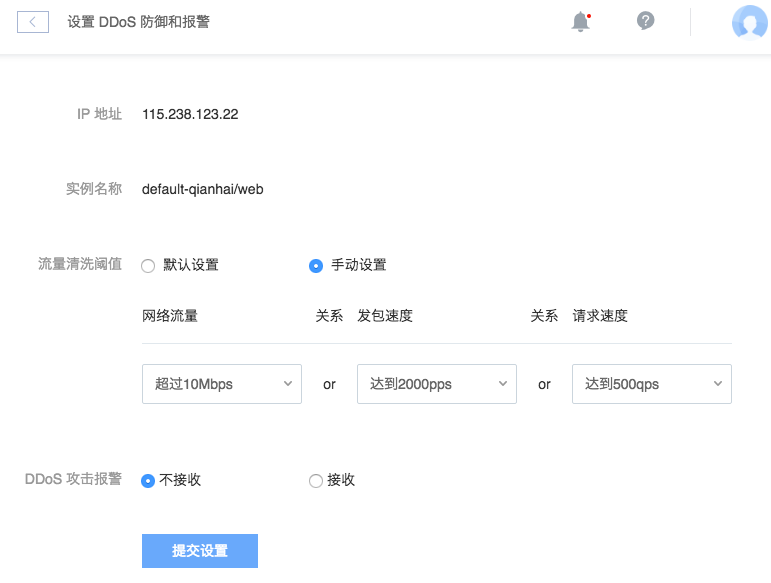 设置 DDoS 防御和报警
IP 地址 115.238.123.22
实例名称 default-qianhai/web
流量清洗阈值 默认设置 手动设置
网络流量 关系 发包速度 关系 请求速度
超过10Mbps or 达到2000pps or 达到500qps
DDoS 攻击报警 不接收 接收
提交设置